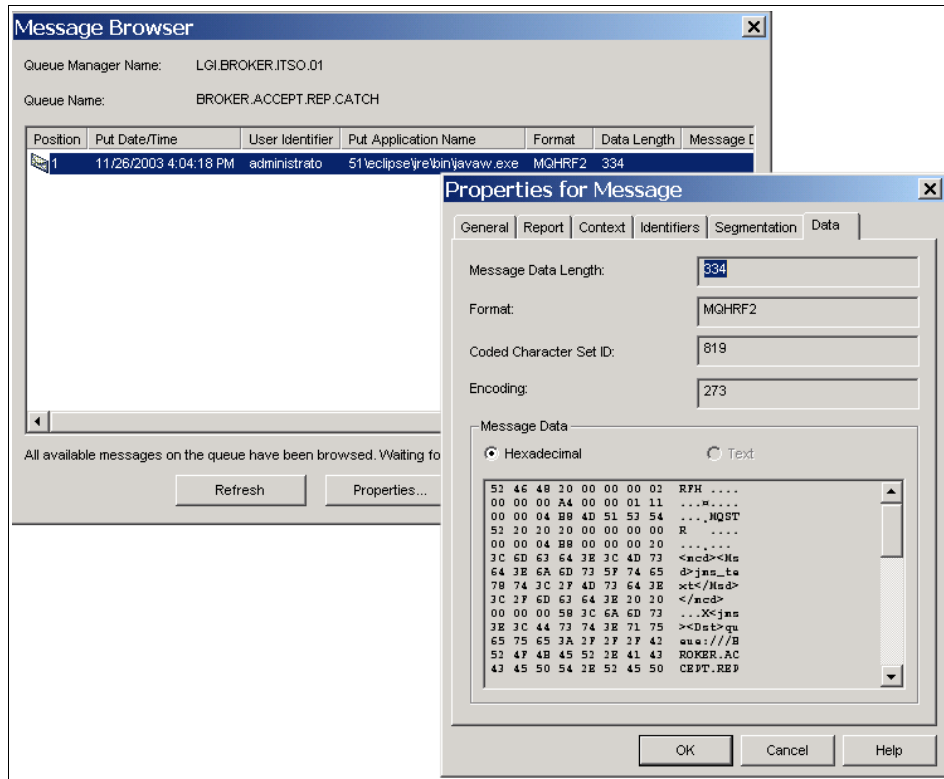 Message Browser
Queue Manager Name: LGI.BROKER.ITSO.01
Queue Name: BROKER.ACCEPT.REP.CATCH
Position Put Date/Time User Identifier Put Application Name Format Data Length Message D
1 11/26/2003 4:04:18 PM administrato 51\eclipse\jre\bin\javaw.exe MQHRF2 334
All available messages on the queue have been browsed. Waiting fo
Refresh Properties...
Properties for Message
General Report Context Identifiers Segmentation Data
Message Data Length: 334
Format: MQHRF2
Coded Character Set ID: 819
Encoding: 273
Message Data
Hexadecimal Text
52 46 48 20 00 00 00 02 RFH ....
00 00 00 A4 00 00 01 11 ...¤....
00 00 04 B8 4D 51 53 54 ...¸MQST
52 20 20 20 00 00 00 00 R ....
00 00 04 B8 00 00 00 20 ...¸...
3C 6D 63 64 3E 3C 4D 73 <mcd><Ms
64 3E 6A 6D 73 5F 74 65 d>jms_te
78 74 3C 2F 4D 73 64 3E xt</Msd>
3C 2F 6D 63 64 3E 20 20 </mcd>
00 00 00 58 3C 6A 6D 73 ...X<jms
3E 3C 44 73 74 3E 71 75 ><Dst>qu
65 75 65 3A 2F 2F 2F 42 eue:///B
52 4F 4B 45 52 2E 41 43 ROKER.AC
43 45 50 54 2E 52 45 50 CEPT.REP
OK Cancel Help